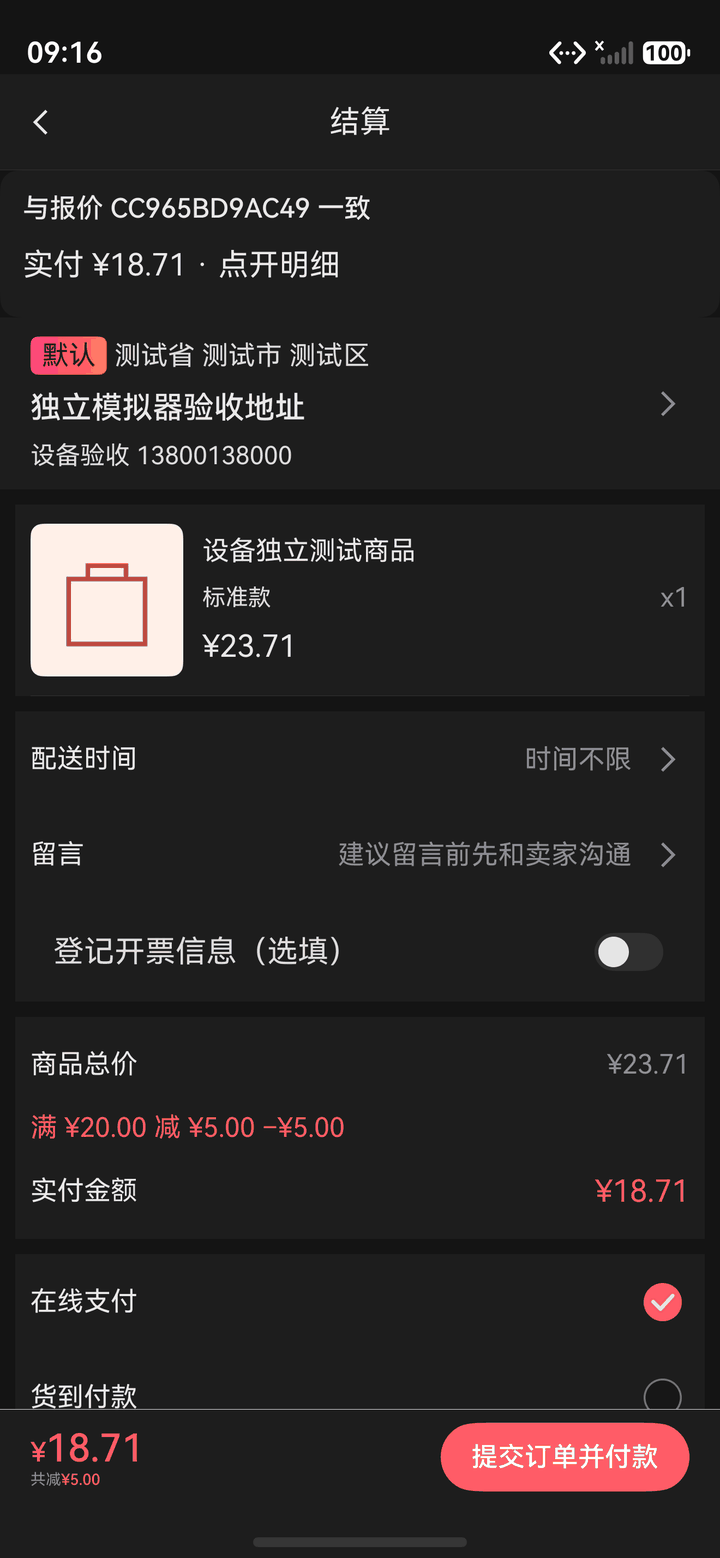 09:16
100
结算
与报价 CC965BD9AC49 一致
实付 ¥18.71 · 点开明细
默认 测试省 测试市 测试区
独立模拟器验收地址
设备验收 13800138000
设备独立测试商品
标准款 x1
¥23.71
配送时间 时间不限
留言 建议留言前先和卖家沟通
登记开票信息（选填）
商品总价 ¥23.71
满 ¥20.00 减 ¥5.00 −¥5.00
实付金额 ¥18.71
在线支付
货到付款
¥18.71
共减¥5.00
提交订单并付款